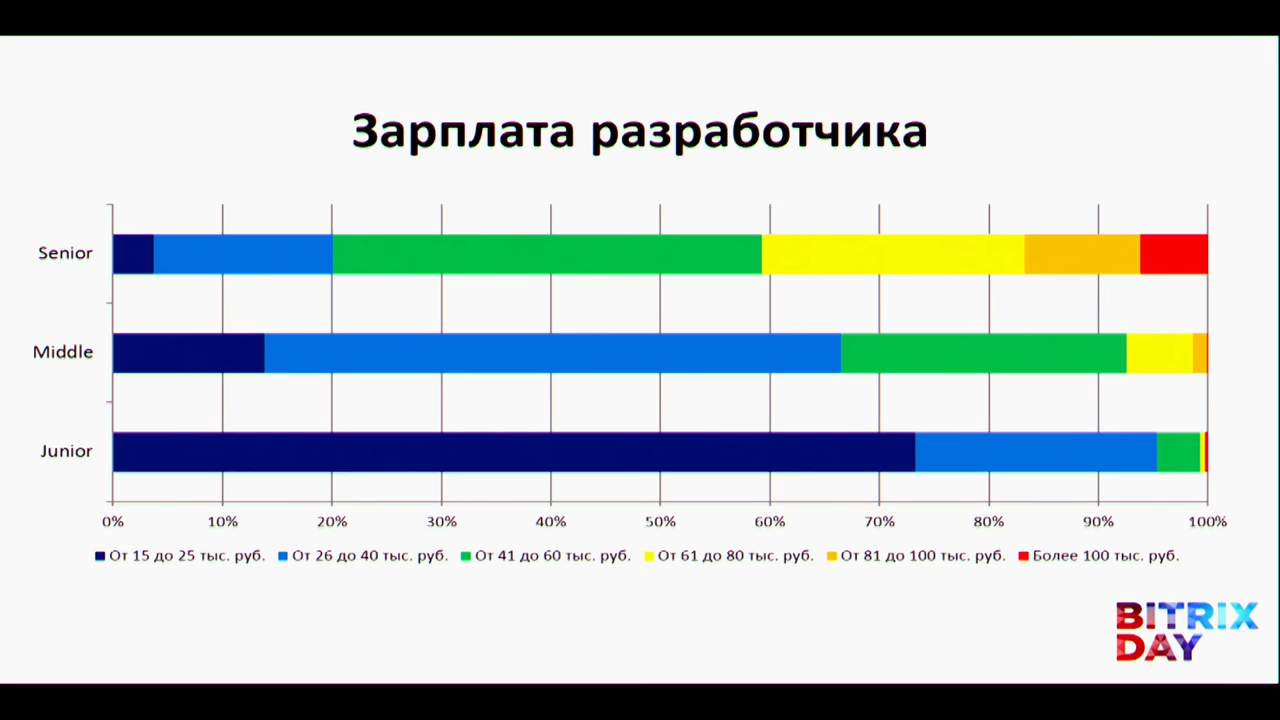 Зарплата разработчика
Senior
Middle
Junior
0% 10% 20% 30% 40% 50% 60% 70% 80% 90% 100%
От 15 до 25 тыс. руб. От 26 до 40 тыс. руб. От 41 до 60 тыс. руб. От 61 до 80 тыс. руб. От 81 до 100 тыс. руб. Более 100 тыс. руб.
BITRIX
DAY